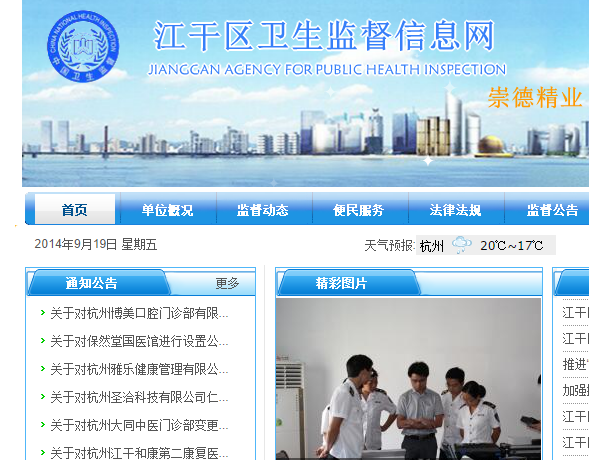 CHINA NATIONAL HEALTH INSPECTION
中国卫生监督
江干区卫生监督信息网
JIANGGAN AGENCY FOR PUBLIC HEALTH INSPECTION
崇德精业
首页 单位概况 监督动态 便民服务 法律法规 监督公告
2014年9月19日 星期五 天气预报: 杭州 20℃~17℃
通知公告 更多 精彩图片
关于对杭州博美口腔门诊部有限...
关于对保然堂国医馆进行设置公...
关于对杭州雅乐健康管理有限公...
关于对杭州圣洽科技有限公司仁...
关于对杭州大同中医门诊部变更...
关于对杭州江干和康第二康复医...
江干
江干
推进
加强
江干
江干